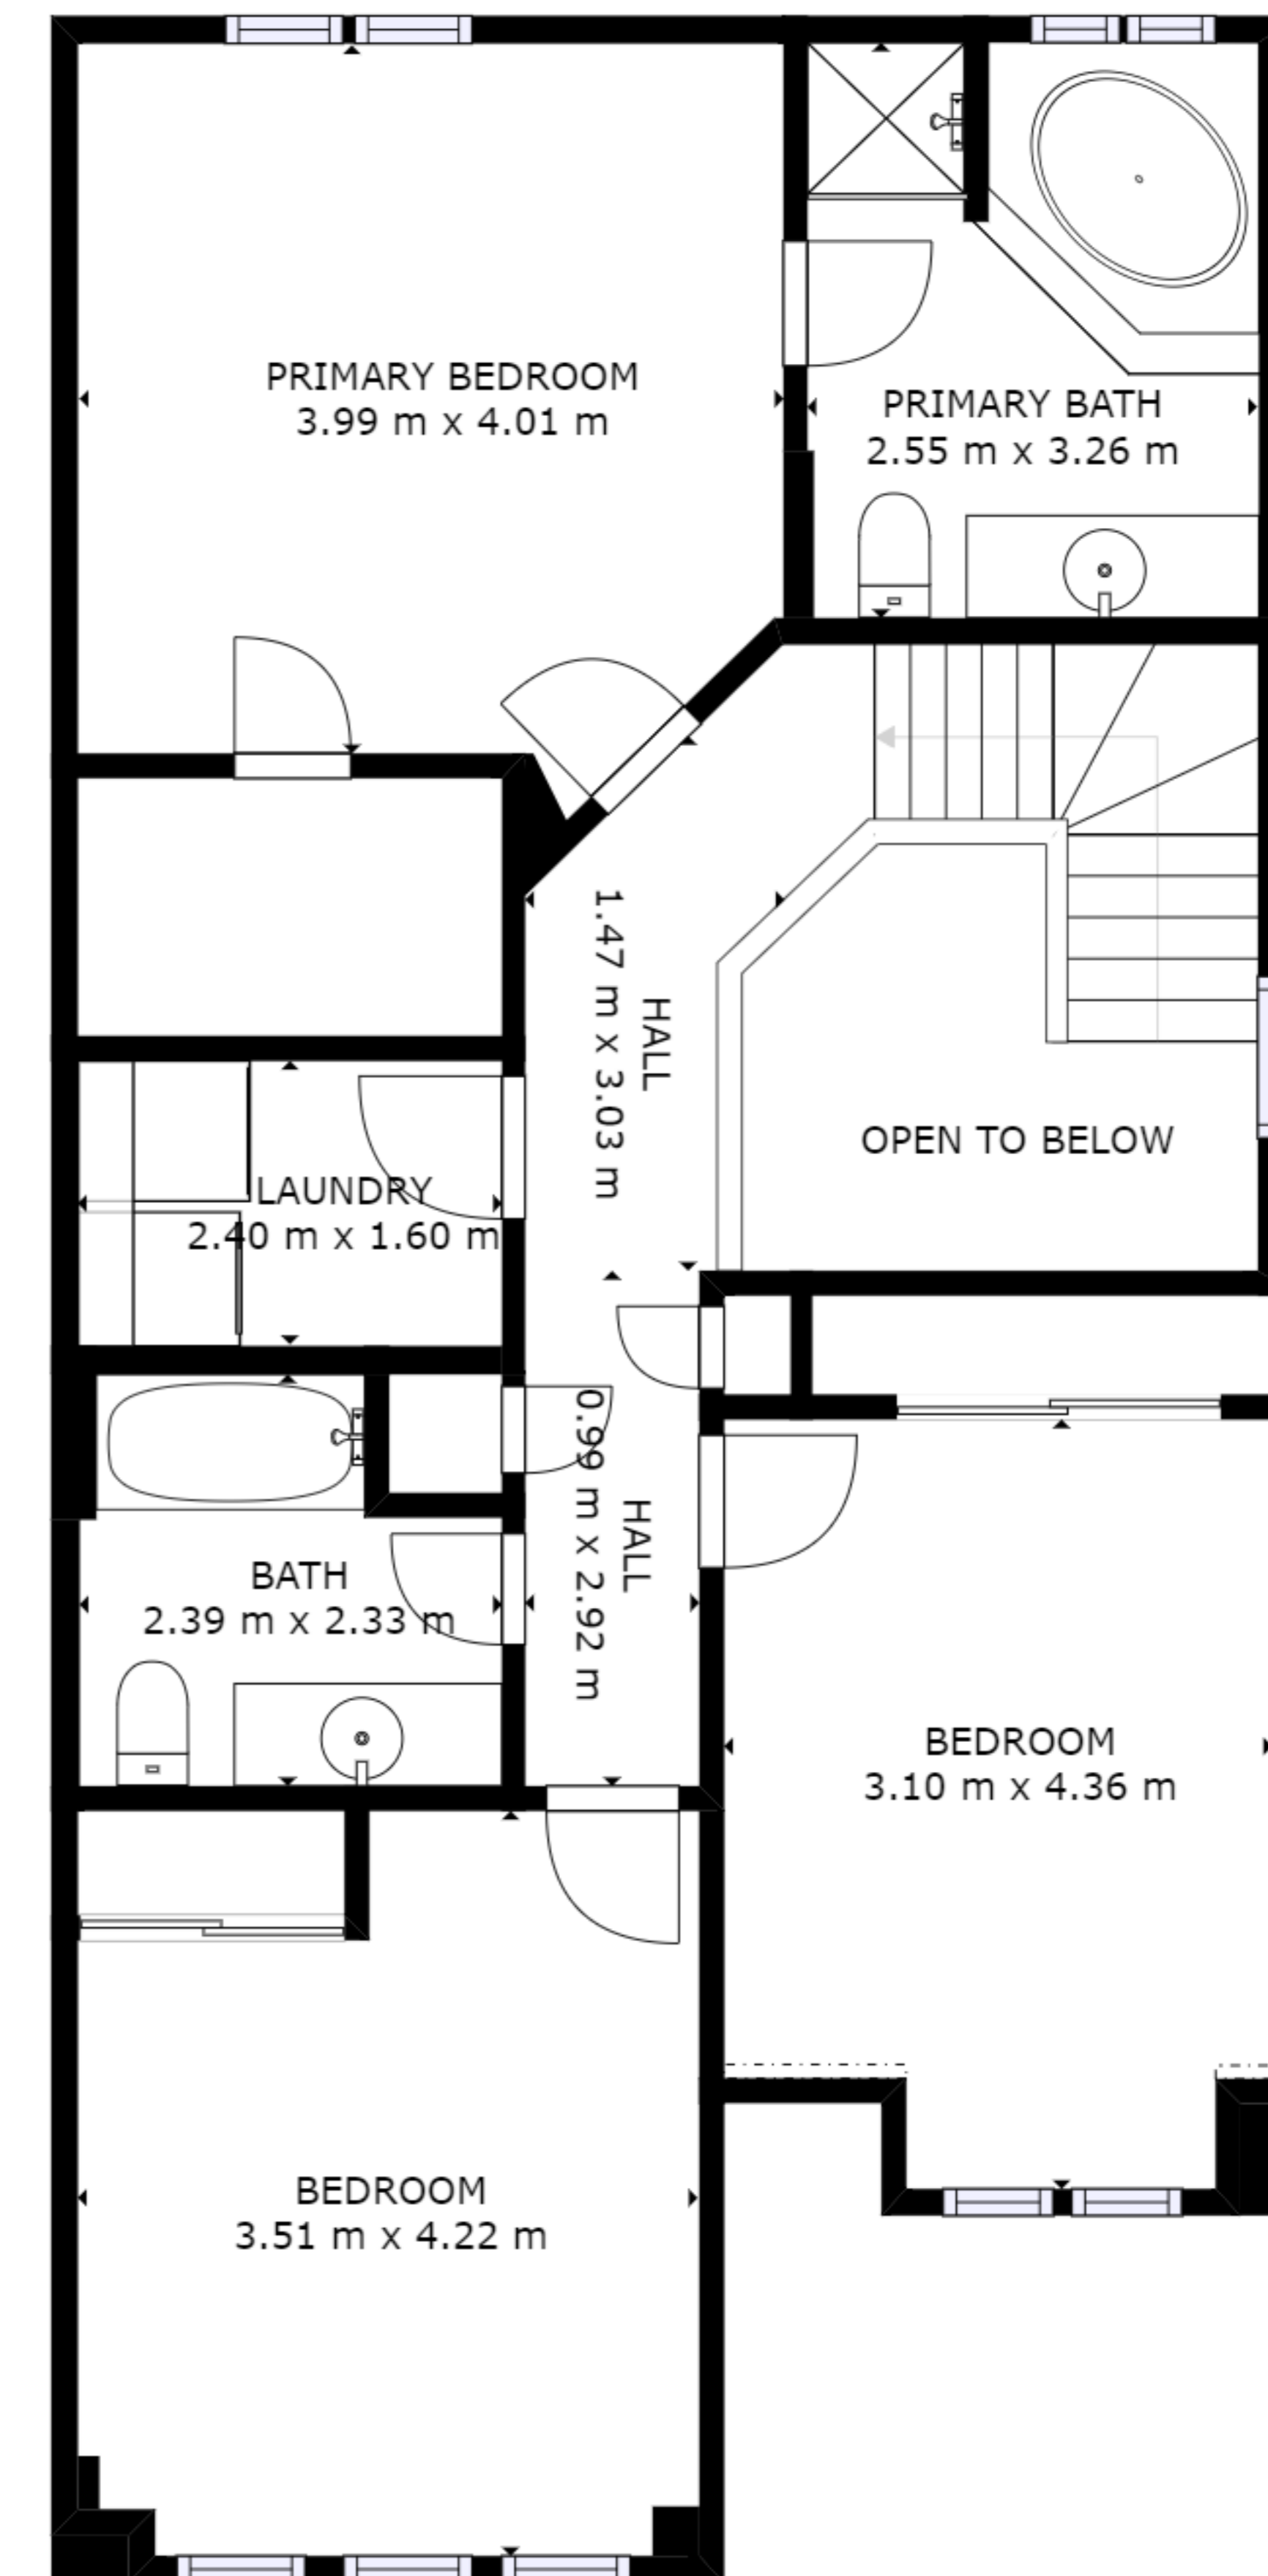 PRIMARY BEDROOM
3.99 m x 4.01 m
PRIMARY BATH
2.55 m x 3.26 m
HALL
1.47 m x 3.03 m
OPEN TO BELOW
LAUNDRY
2.40 m x 1.60 m
HALL
0.99 m x 2.92 m
BATH
2.39 m x 2.33 m
BEDROOM
3.10 m x 4.36 m
BEDROOM
3.51 m x 4.22 m